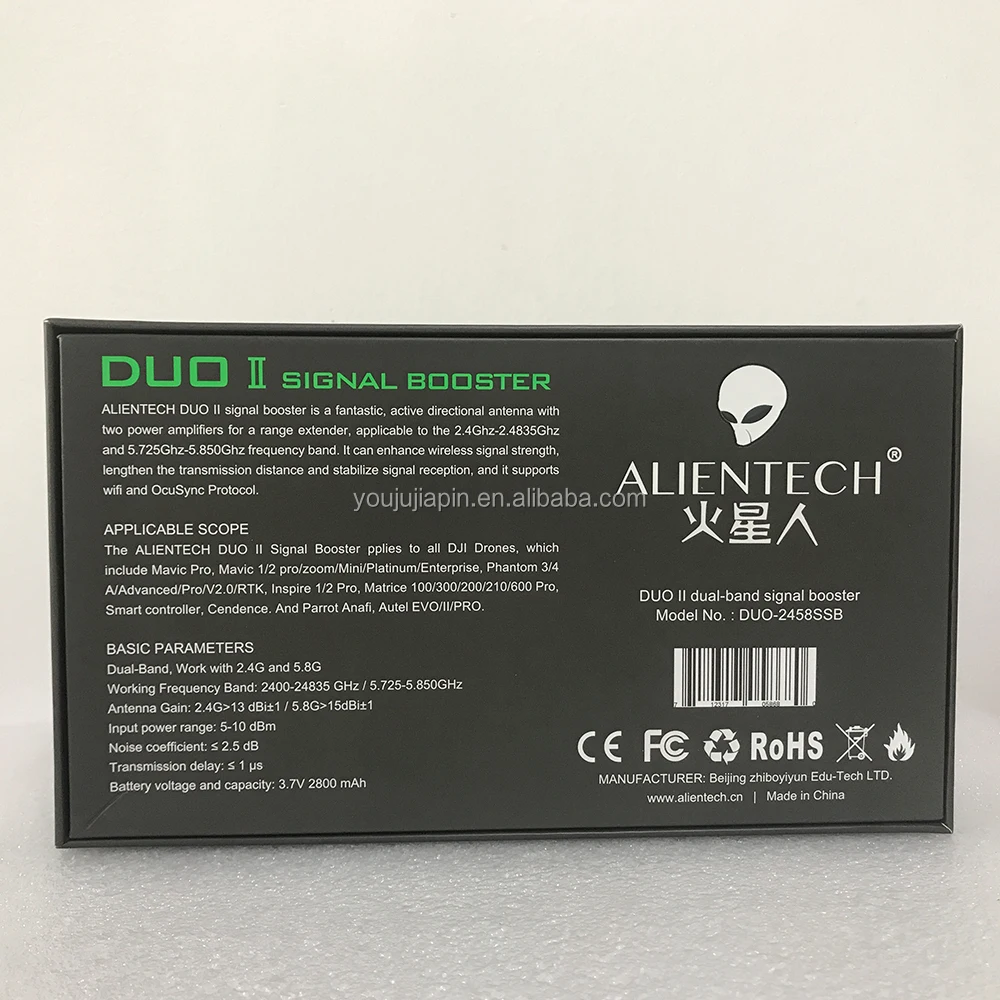 DUO II SIGNAL BOOSTER
ALIENTECH DUO II signal booster is a fantastic, active directional antenna with
two power amplifiers for a range extender, applicable to the 2.4Ghz-2.4835Ghz
and 5.725Ghz-5.850Ghz frequency band. It can enhance wireless signal strength,
lengthen the transmission distance and stabilize signal reception, and it supports
wifi and OcuSync Protocol.
youjujiapin.en.alibaba.com
APPLICABLE SCOPE
The ALIENTECH DUO II Signal Booster pplies to all DJI Drones, which
include Mavic Pro, Mavic 1/2 pro/zoom/Mini/Platinum/Enterprise, Phantom 3/4
A/Advanced/Pro/V2.0/RTK, Inspire 1/2 Pro, Matrice 100/300/200/210/600 Pro,
Smart controller, Cendence. And Parrot Anafi, Autel EVO/II/PRO.
BASIC PARAMETERS
Dual-Band, Work with 2.4G and 5.8G
Working Frequency Band: 2400-24835 GHz / 5.725-5.850GHz
Antenna Gain: 2.4G>13 dBi±1 / 5.8G>15dBi±1
Input power range: 5-10 dBm
Noise coefficient: ≤ 2.5 dB
Transmission delay: ≤ 1 μs
Battery voltage and capacity: 3.7V 2800 mAh
ALIENTECH®
火星人
DUO II dual-band signal booster
Model No. : DUO-2458SSB
CE FC RoHS
MANUFACTURER: Beijing zhiboyiyun Edu-Tech LTD.
www.alientech.cn | Made in China